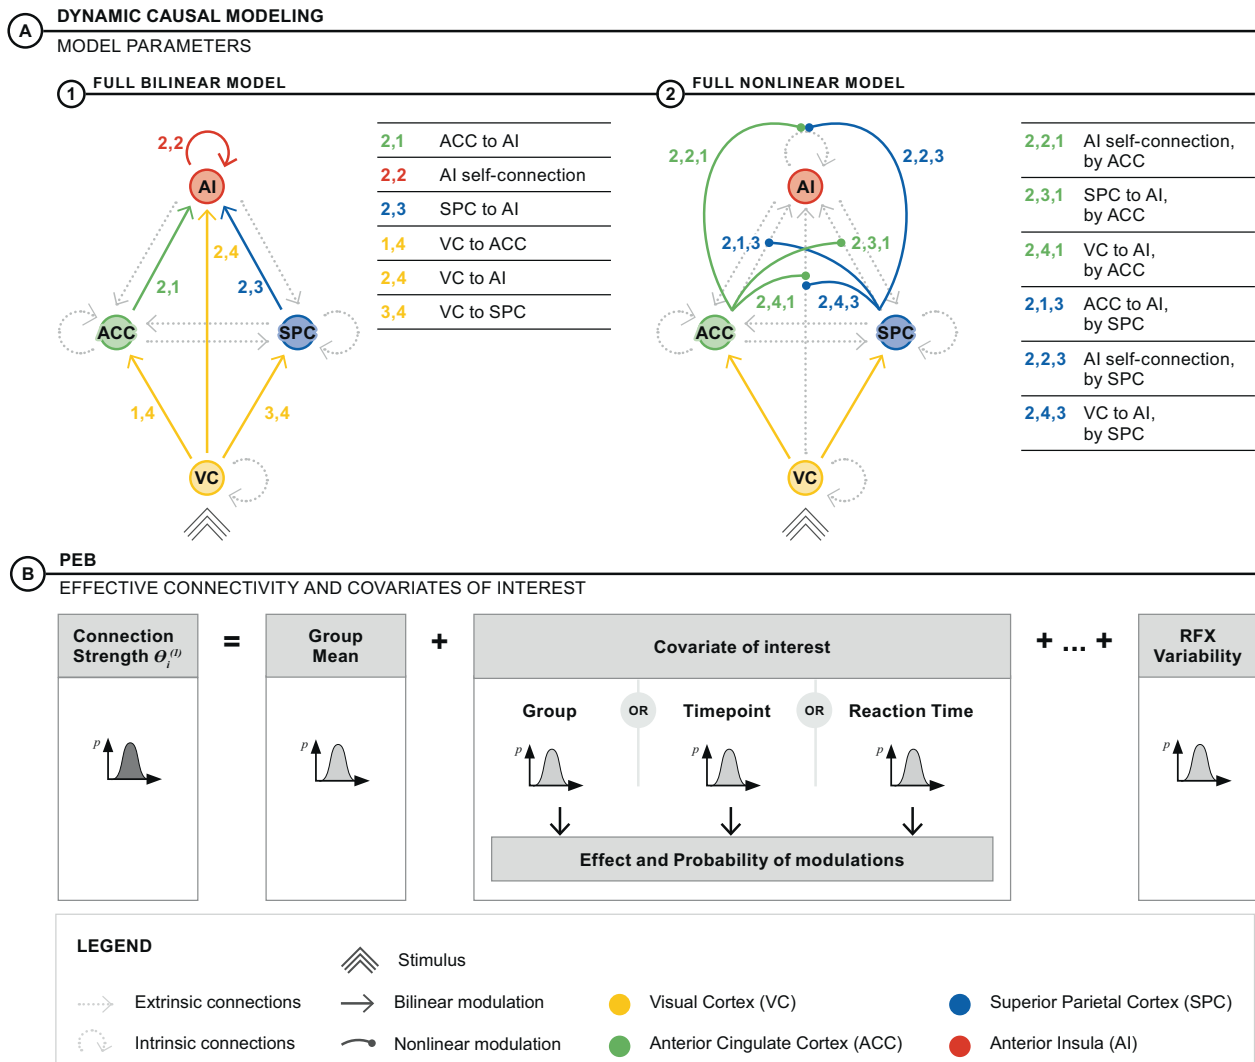 A
DYNAMIC CAUSAL MODELING
MODEL PARAMETERS
1
FULL BILINEAR MODEL
2,2
AI
2,4
2,1
2,3
ACC
SPC
1,4
3,4
VC
2,1 ACC to AI
2,2 AI self-connection
2,3 SPC to AI
1,4 VC to ACC
2,4 VC to AI
3,4 VC to SPC
2
FULL NONLINEAR MODEL
2,2,1
2,2,3
AI
2,1,3
2,3,1
2,4,1
2,4,3
ACC
SPC
VC
2,2,1 AI self-connection,
by ACC
2,3,1 SPC to AI,
by ACC
2,4,1 VC to AI,
by ACC
2,1,3 ACC to AI,
by SPC
2,2,3 AI self-connection,
by SPC
2,4,3 VC to AI,
by SPC
B
PEB
EFFECTIVE CONNECTIVITY AND COVARIATES OF INTEREST
Connection
Strength Θi(1)
p
=
Group
Mean
p
+
Covariate of interest
Group OR Timepoint OR Reaction Time
p p p
Effect and Probability of modulations
+ ... +
RFX
Variability
p
LEGEND
Stimulus
Extrinsic connections
Bilinear modulation
Visual Cortex (VC)
Superior Parietal Cortex (SPC)
Intrinsic connections
Nonlinear modulation
Anterior Cingulate Cortex (ACC)
Anterior Insula (AI)